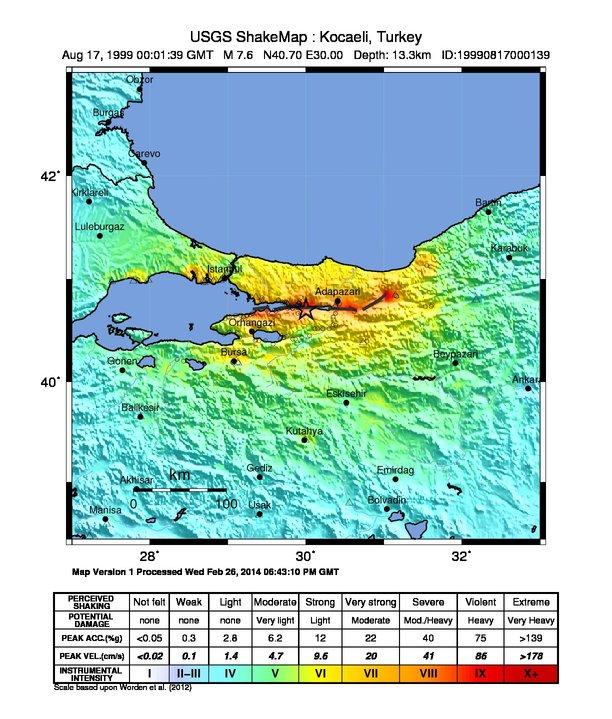 USGS ShakeMap : Kocaeli, Turkey
Aug 17, 1999 00:01:39 GMT M 7.6 N40.70 E30.00 Depth: 13.3km ID:19990817000139
Obzor
Burgas
Carevo
42°
Kirklareli
Bartin
Luleburgaz
Karabuk
Istanbul
Adapazari
Orhangazi
Bursa
Beypazari
Gonen
40°
Ankar
Eskisehir
Balikesir
Kutahya
Gediz
Emirdag
km
Akhisar
0 100
Usak
Bolvadin
Manisa
28° 30° 32°
Map Version 1 Processed Wed Feb 26, 2014 06:43:10 PM GMT
PERCEIVED SHAKING Not felt Weak Light Moderate Strong Very strong Severe Violent Extreme
POTENTIAL DAMAGE none none none Very light Light Moderate Mod./Heavy Heavy Very Heavy
PEAK ACC.(%g) <0.05 0.3 2.8 6.2 12 22 40 75 >139
PEAK VEL.(cm/s) <0.02 0.1 1.4 4.7 9.6 20 41 86 >178
INSTRUMENTAL INTENSITY I II–III IV V VI VII VIII IX X+
Scale based upon Worden et al. (2012)